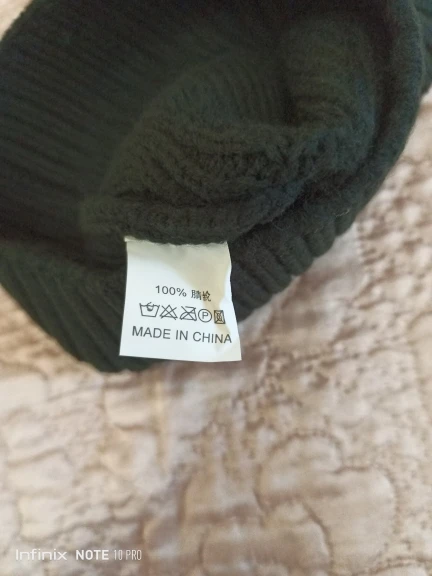 100% 腈纶
MADE IN CHINA
Infinix NOTE 10 PRO